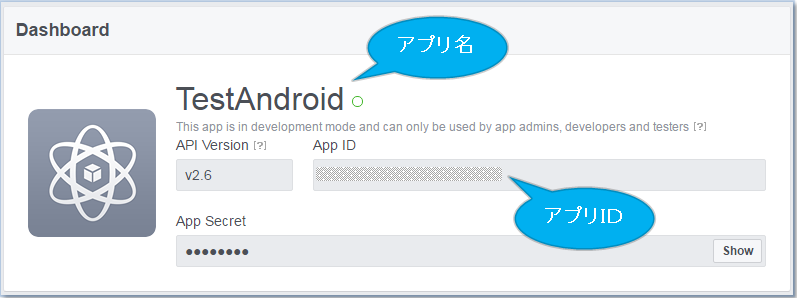 Dashboard
アプリ名
TestAndroid
This app is in development mode and can only be used by app admins, developers and testers [?]
API Version [?]
App ID
v2.6
アプリID
App Secret
●●●●●●●●
Show